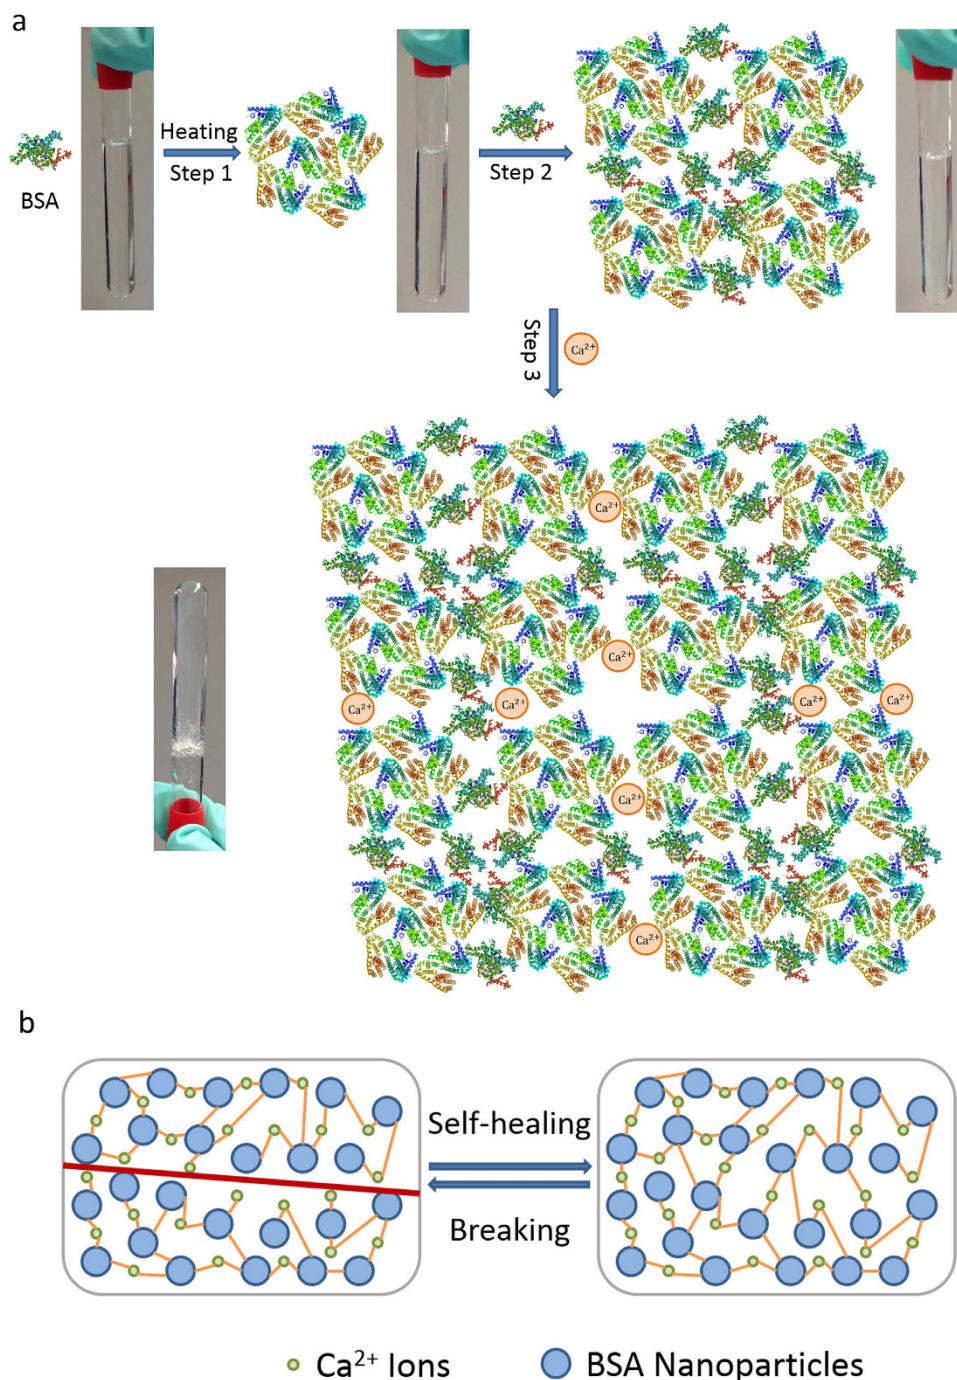 a
Heating
Step 1
Step 2
BSA
Step 3
Ca²⁺
Ca²⁺
Ca²⁺
Ca²⁺
Ca²⁺
Ca²⁺
Ca²⁺
Ca²⁺
Ca²⁺
b
Self-healing
Breaking
Ca²⁺ Ions
BSA Nanoparticles